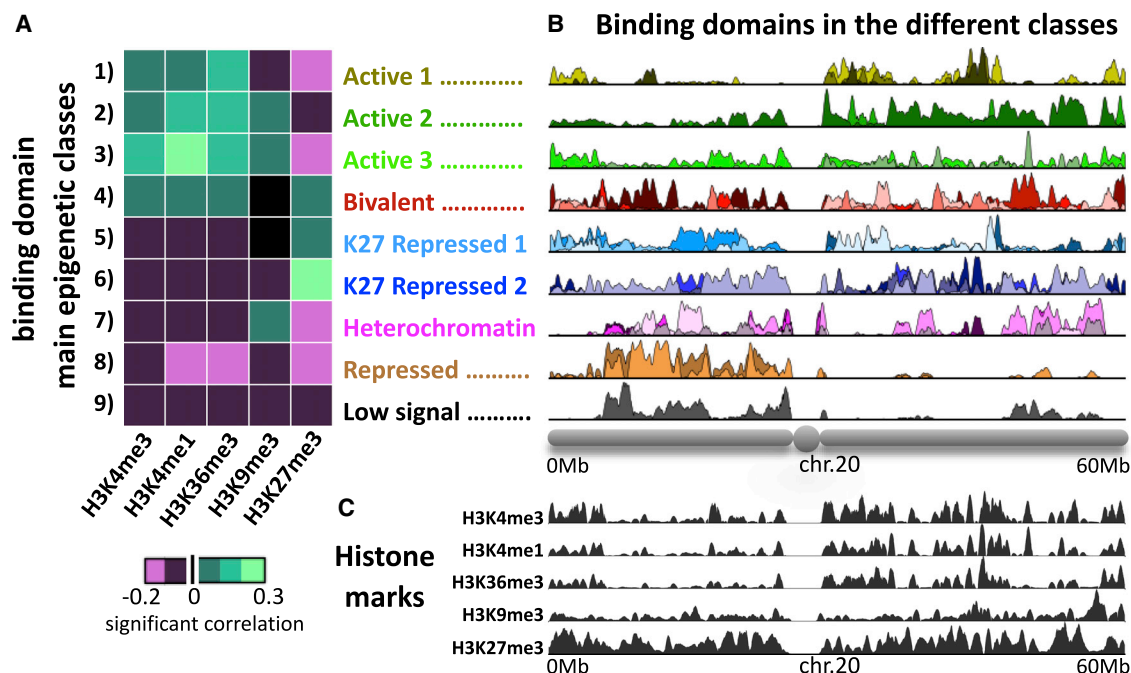 A
binding domain
main epigenetic classes
1)
2)
3)
4)
5)
6)
7)
8)
9)
Active 1 .............
Active 2 .............
Active 3 .............
Bivalent .............
K27 Repressed 1
K27 Repressed 2
Heterochromatin
Repressed ..........
Low signal ..........
H3K4me3
H3K4me1
H3K36me3
H3K9me3
H3K27me3
-0.2 0 0.3
significant correlation
B Binding domains in the different classes
0Mb chr.20 60Mb
C
Histone
marks
H3K4me3
H3K4me1
H3K36me3
H3K9me3
H3K27me3
0Mb chr.20 60Mb